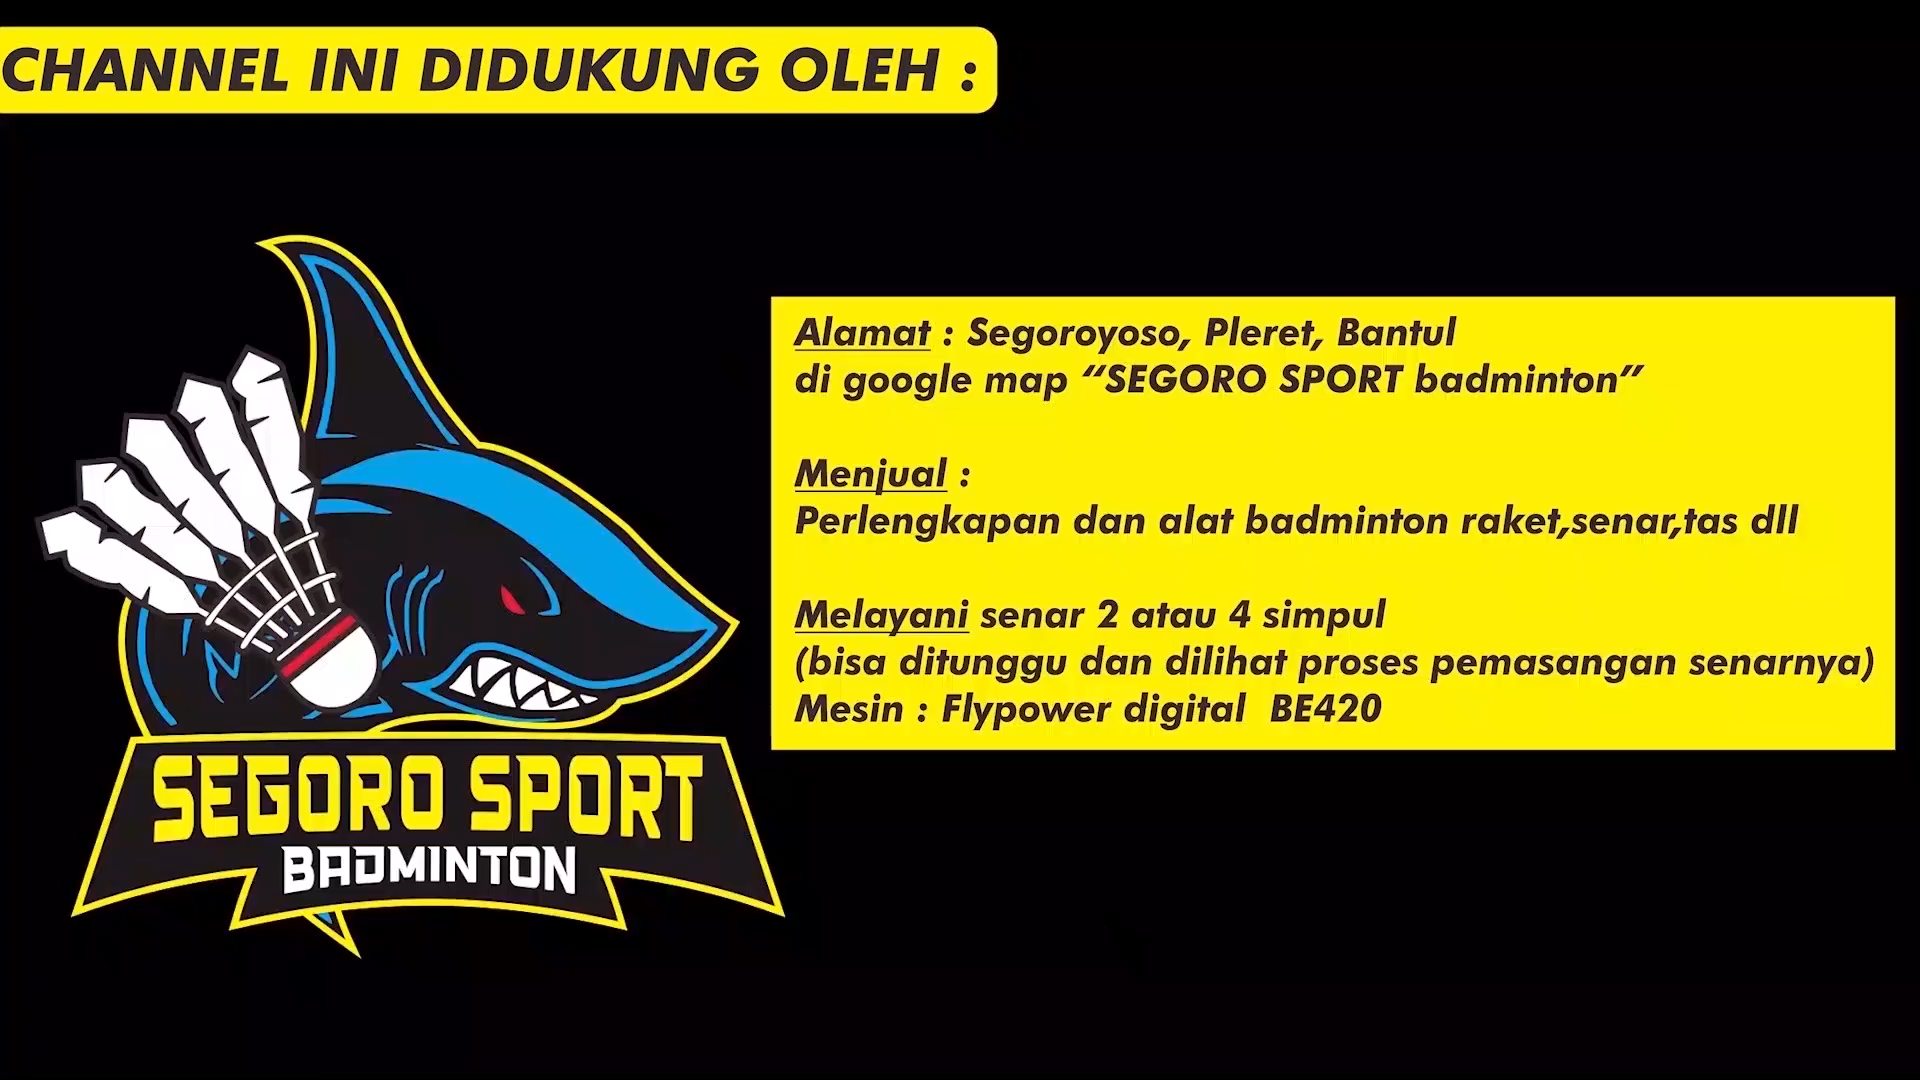 CHANNEL INI DIDUKUNG OLEH :
Alamat : Segoroyoso, Pleret, Bantul
di google map “SEGORO SPORT badminton”
Menjual :
Perlengkapan dan alat badminton raket,senar,tas dll
Melayani senar 2 atau 4 simpul
(bisa ditunggu dan dilihat proses pemasangan senarnya)
Mesin : Flypower digital BE420
SEGORO SPORT
BADMINTON